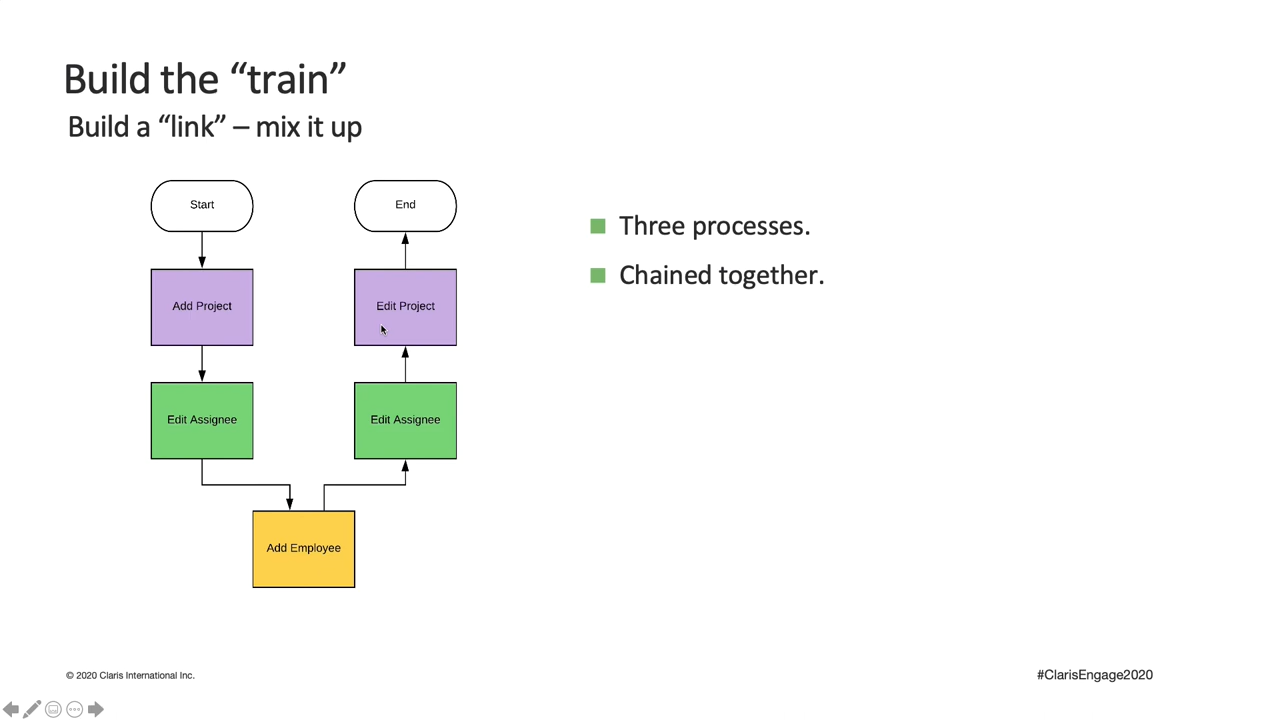 Build the “train”
Build a “link” – mix it up
Start
End
Add Project
Edit Project
Edit Assignee
Edit Assignee
Add Employee
Three processes.
Chained together.
© 2020 Claris International Inc.
#ClarisEngage2020